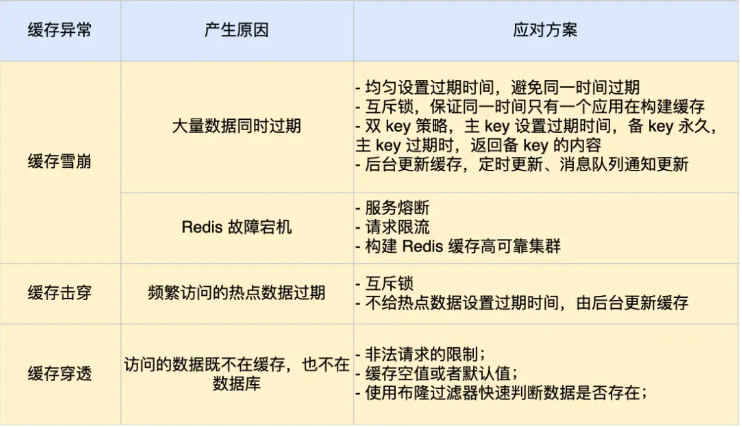 缓存异常
产生原因
应对方案
缓存雪崩
大量数据同时过期
- 均匀设置过期时间，避免同一时间过期
- 互斥锁，保证同一时间只有一个应用在构建缓存
- 双 key 策略，主 key 设置过期时间，备 key 永久，
主 key 过期时，返回备 key 的内容
- 后台更新缓存，定时更新、消息队列通知更新
Redis 故障宕机
- 服务熔断
- 请求限流
- 构建 Redis 缓存高可靠集群
缓存击穿
频繁访问的热点数据过期
- 互斥锁
- 不给热点数据设置过期时间，由后台更新缓存
缓存穿透
访问的数据既不在缓存，也不在
数据库
- 非法请求的限制；
- 缓存空值或者默认值；
- 使用布隆过滤器快速判断数据是否存在；